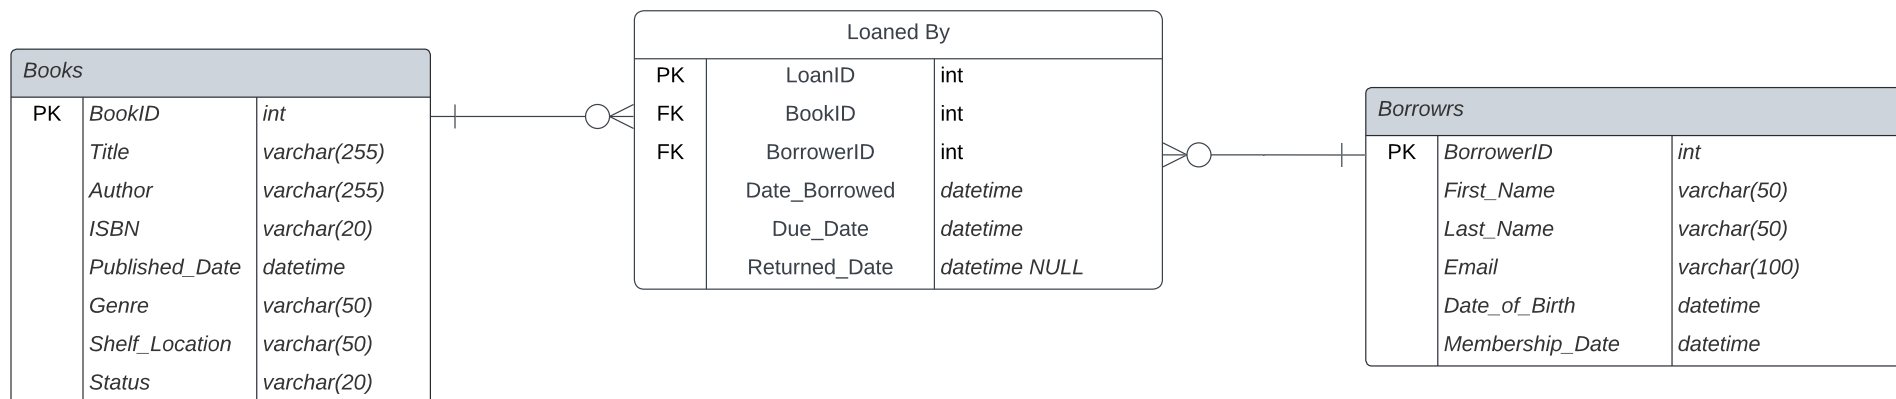 Books
PK BookID int
Title varchar(255)
Author varchar(255)
ISBN varchar(20)
Published_Date datetime
Genre varchar(50)
Shelf_Location varchar(50)
Status varchar(20)
Loaned By
PK LoanID int
FK BookID int
FK BorrowerID int
Date_Borrowed datetime
Due_Date datetime
Returned_Date datetime NULL
Borrowrs
PK BorrowerID int
First_Name varchar(50)
Last_Name varchar(50)
Email varchar(100)
Date_of_Birth datetime
Membership_Date datetime